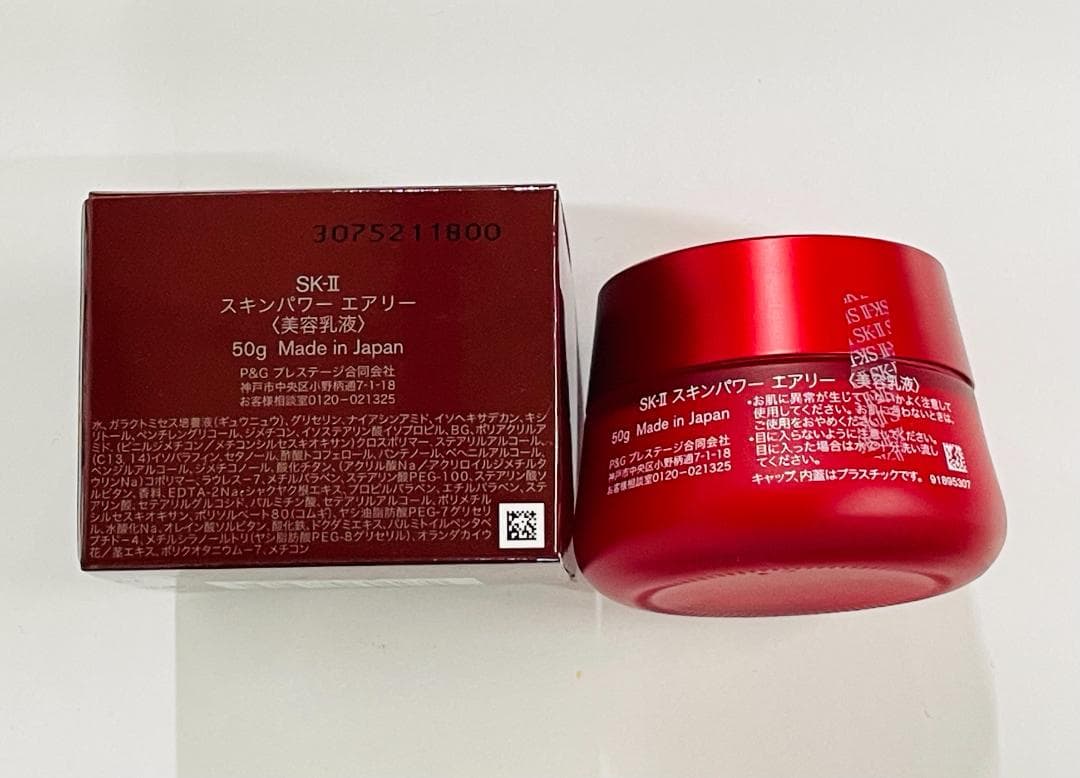 3075211800
SK-II
スキンパワー エアリー
〈美容乳液〉
50g Made in Japan
P&G プレステージ合同会社
神戸市中央区小野柄通7-1-18
お客様相談室0120-021325
水、ガラクトミセス培養液(ギュウニュウ)、グリセリン、ナイアシンアミド、イソヘキサデカン、キシ
リトール、ペンチレングリコール、ジメチコン、イソステアリン酸イソプロピル、BG、ポリアクリルア
ミド、(ビニルジメチコン/メチコンシルセスキオキサン)クロスポリマー、ステアリルアルコール、
(C13,14)イソパラフィン、セタノール、酢酸トコフェロール、パンテノール、ベヘニルアルコール、
ベンジルアルコール、ジメチコノール、酸化チタン、(アクリル酸Na/アクリロイルジメチルタ
ウリンNa)コポリマー、ラウレス-7、メチルパラベン、ステアリン酸PEG-100、ステアリン酸ソ
ルビタン、香料、EDTA-2Na、シャクヤク根エキス、プロピルパラベン、エチルパラベン、ステ
アリン酸、セテアリルグルコシド、パルミチン酸、セテアリルアルコール、ポリメチル
シルセスキオキサン、ポリソルベート80(コムギ)、ヤシ油脂肪酸PEG-7グリセリ
ル、水酸化Na、オレイン酸ソルビタン、酸化鉄、ドクダミエキス、パルミトイルペンタペ
プチド-4、メチルシラノールトリ(ヤシ脂肪酸PEG-8グリセリル)、オランダカイウ
花/茎エキス、ポリクオタニウム-7、メチコン
SK-II
SK-II スキンパワー エアリー 〈美容乳液〉
50g Made in Japan
P&G プレステージ合同会社
神戸市中央区小野柄通7-1-18
お客様相談室0120-021325
•お肌に異常が生じていないかよく注意して
使用してください。お肌に合わないときは、
ご使用をおやめください。
•目に入らないように注意してください。
目に入った場合は水で洗い流し
てください。
キャップ、内蓋はプラスチックです。 91895307